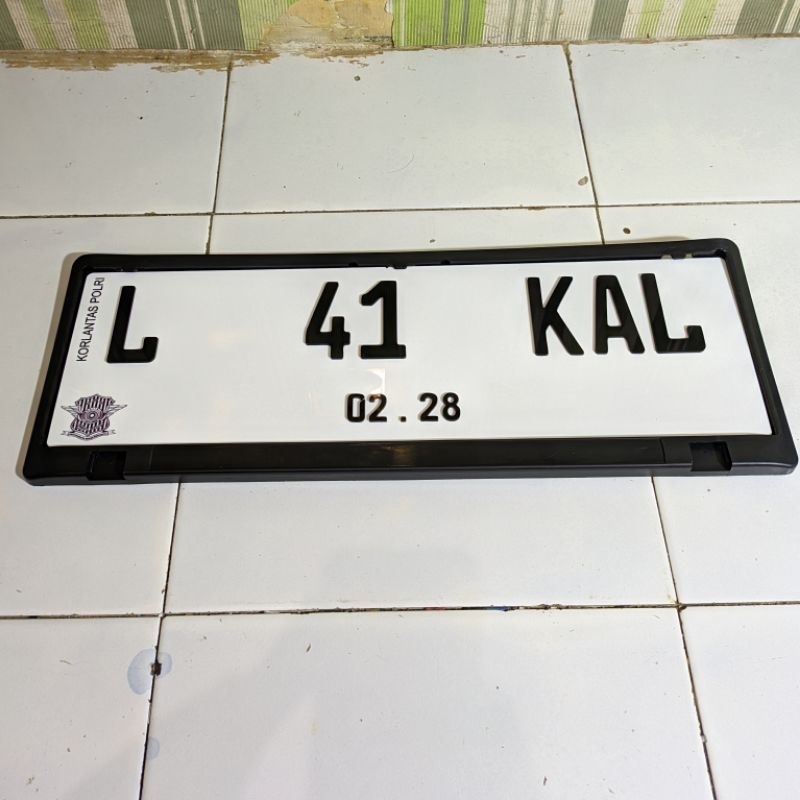 KORLANTAS POLRI
L 41 KAL
02.28